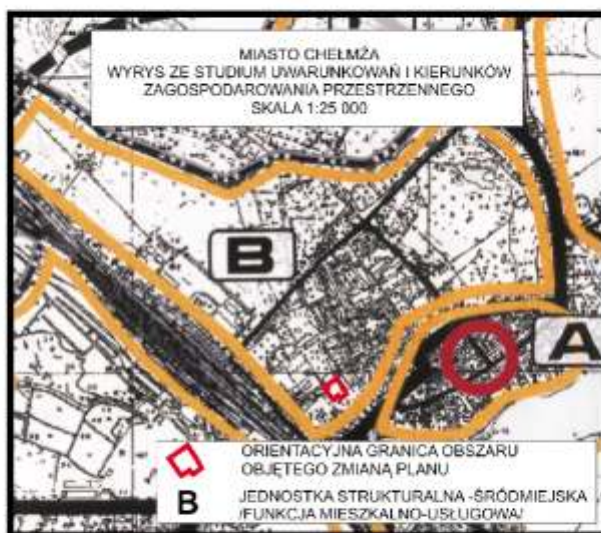 MIASTO CHEŁMŻA
WYRYS ZE STUDIUM UWARUNKOWAŃ I KIERUNKÓW
ZAGOSPODAROWANIA PRZESTRZENNEGO
SKALA 1:25 000
B
A
ORIENTACYJNA GRANICA OBSZARU
OBJĘTEGO ZMIANĄ PLANU
B JEDNOSTKA STRUKTURALNA -ŚRÓDMIEJSKA
/FUNKCJA MIESZKALNO-USŁUGOWA/